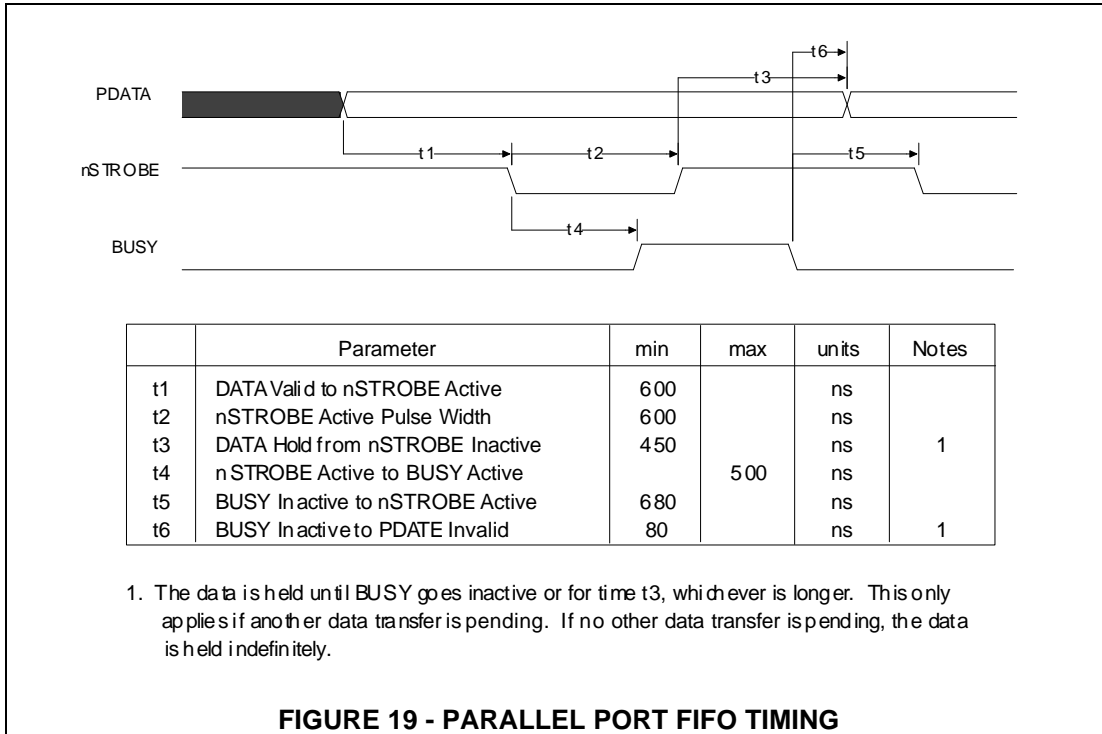 t6
t3
PDATA
t1
t2
t5
nSTROBE
t4
BUSY
Parameter min max units Notes
t1 DATA Valid to nSTROBE Active 600 ns
t2 nSTROBE Active Pulse Width 600 ns
t3 DATA Hold from nSTROBE Inactive 450 ns 1
t4 nSTROBE Active to BUSY Active 500 ns
t5 BUSY Inactive to nSTROBE Active 680 ns
t6 BUSY Inactive to PDATE Invalid 80 ns 1
1. The data is held until BUSY goes inactive or for time t3, whichever is longer. This only
applies if another data transfer is pending. If no other data transfer is pending, the data
is held indefinitely.
FIGURE 19 - PARALLEL PORT FIFO TIMING